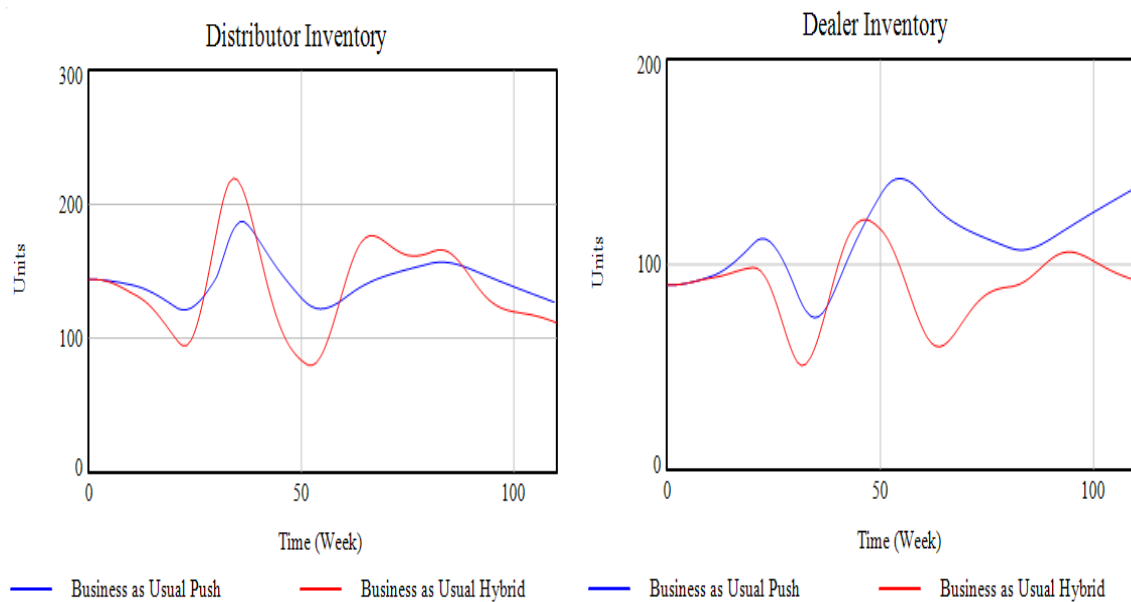 Distributor Inventory
300
200
100
0
Units
0 50 100
Time (Week)
Business as Usual Push Business as Usual Hybrid
Dealer Inventory
200
100
0
Units
0 50 100
Time (Week)
Business as Usual Push Business as Usual Hybrid